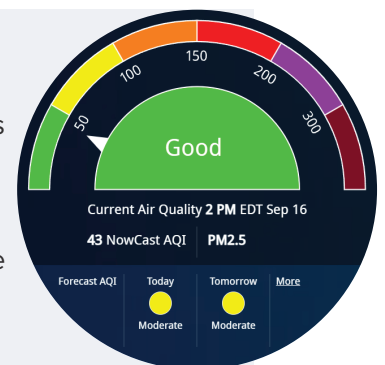 50
100
150
200
300
Good
Current Air Quality 2 PM EDT Sep 16
43 NowCast AQI PM2.5
Forecast AQI Today Tomorrow More
Moderate Moderate